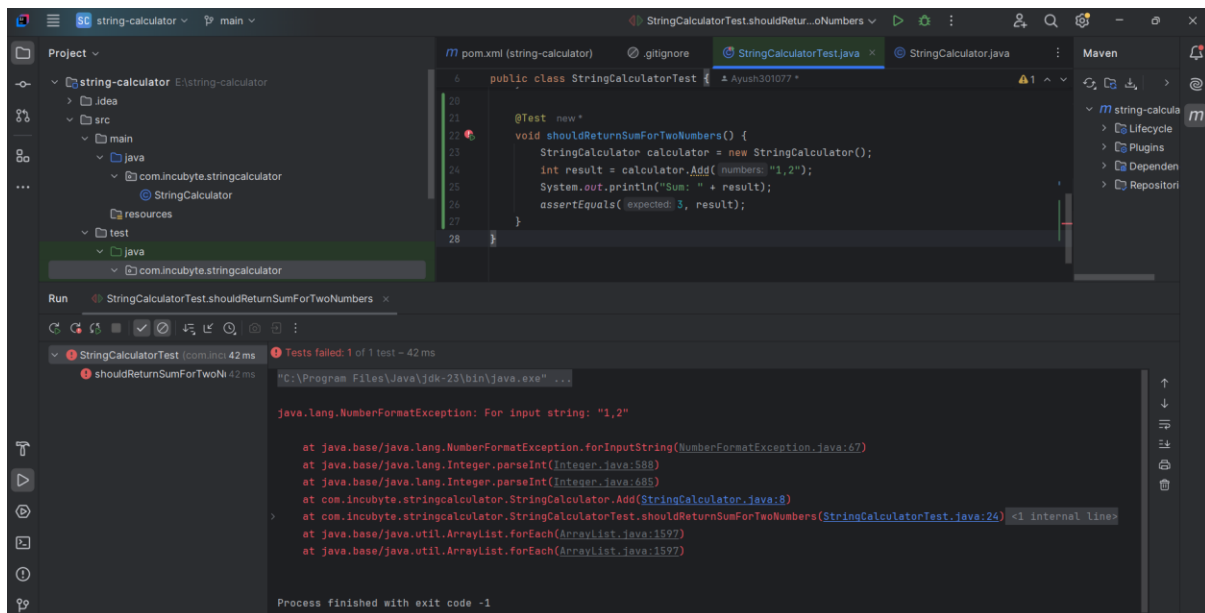 SC string-calculator main StringCalculatorTest.shouldRetur...oNumbers
Project
string-calculator E:\string-calculator
.idea
src
main
java
com.incubyte.stringcalculator
StringCalculator
resources
test
java
com.incubyte.stringcalculator
m pom.xml (string-calculator) .gitignore StringCalculatorTest.java × StringCalculator.java
6 public class StringCalculatorTest { Ayush301077 *
1
20
21 @Test new *
22 void shouldReturnSumForTwoNumbers() {
23 StringCalculator calculator = new StringCalculator();
24 int result = calculator.Add( numbers: "1,2");
25 System.out.println("Sum: " + result);
26 assertEquals( expected: 3, result);
27 }
28 }
Maven
m string-calcula
Lifecycle
Plugins
Dependen
Repositori
m
Run StringCalculatorTest.shouldReturnSumForTwoNumbers ×
StringCalculatorTest (com.inc 42 ms
shouldReturnSumForTwoN 42 ms
Tests failed: 1 of 1 test – 42 ms
"C:\Program Files\Java\jdk-23\bin\java.exe" ...
java.lang.NumberFormatException: For input string: "1,2"
at java.base/java.lang.NumberFormatException.forInputString(NumberFormatException.java:67)
at java.base/java.lang.Integer.parseInt(Integer.java:588)
at java.base/java.lang.Integer.parseInt(Integer.java:685)
at com.incubyte.stringcalculator.StringCalculator.Add(StringCalculator.java:8)
at com.incubyte.stringcalculator.StringCalculatorTest.shouldReturnSumForTwoNumbers(StringCalculatorTest.java:24) <1 internal line>
at java.base/java.util.ArrayList.forEach(ArrayList.java:1597)
at java.base/java.util.ArrayList.forEach(ArrayList.java:1597)
Process finished with exit code -1